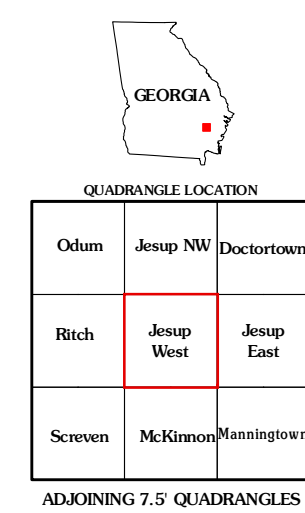 GEORGIA
QUADRANGLE LOCATION
Odum Jesup NW Doctortown
Ritch Jesup West Jesup East
Screven McKinnon Manningtown
ADJOINING 7.5' QUADRANGLES